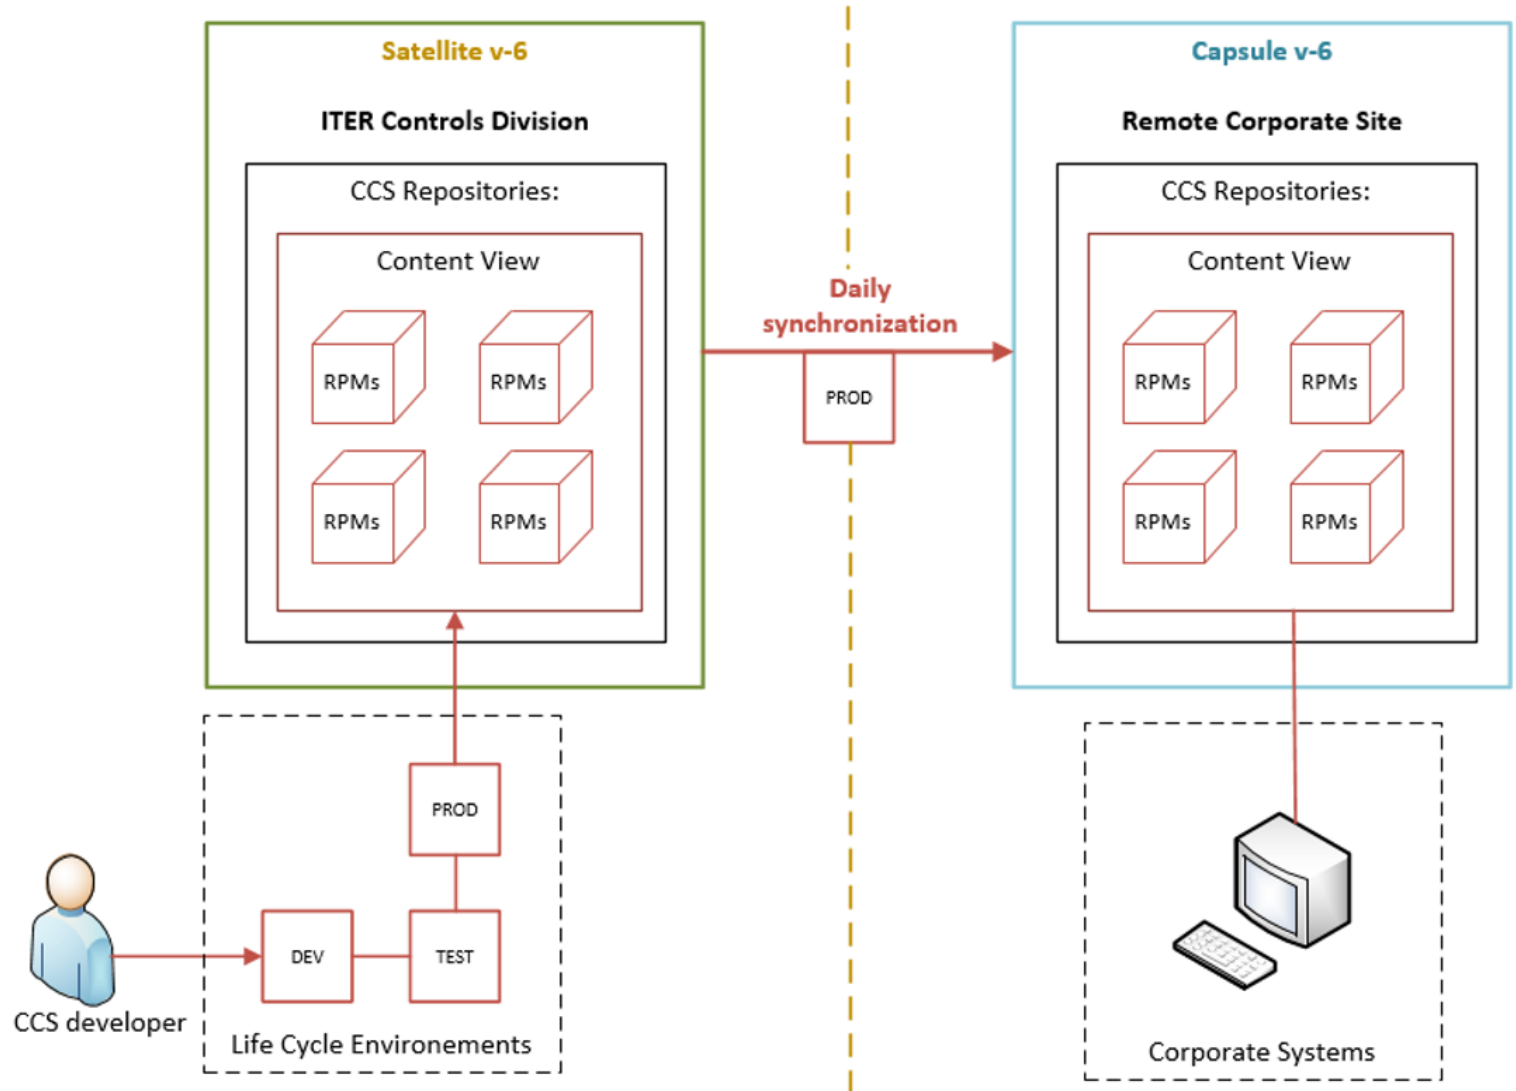 Satellite v-6
ITER Controls Division
CCS Repositories:
Content View
RPMs
RPMs
RPMs
RPMs
Daily
synchronization
PROD
Capsule v-6
Remote Corporate Site
CCS Repositories:
Content View
RPMs
RPMs
RPMs
RPMs
PROD
DEV
TEST
CCS developer
Life Cycle Environements
Corporate Systems